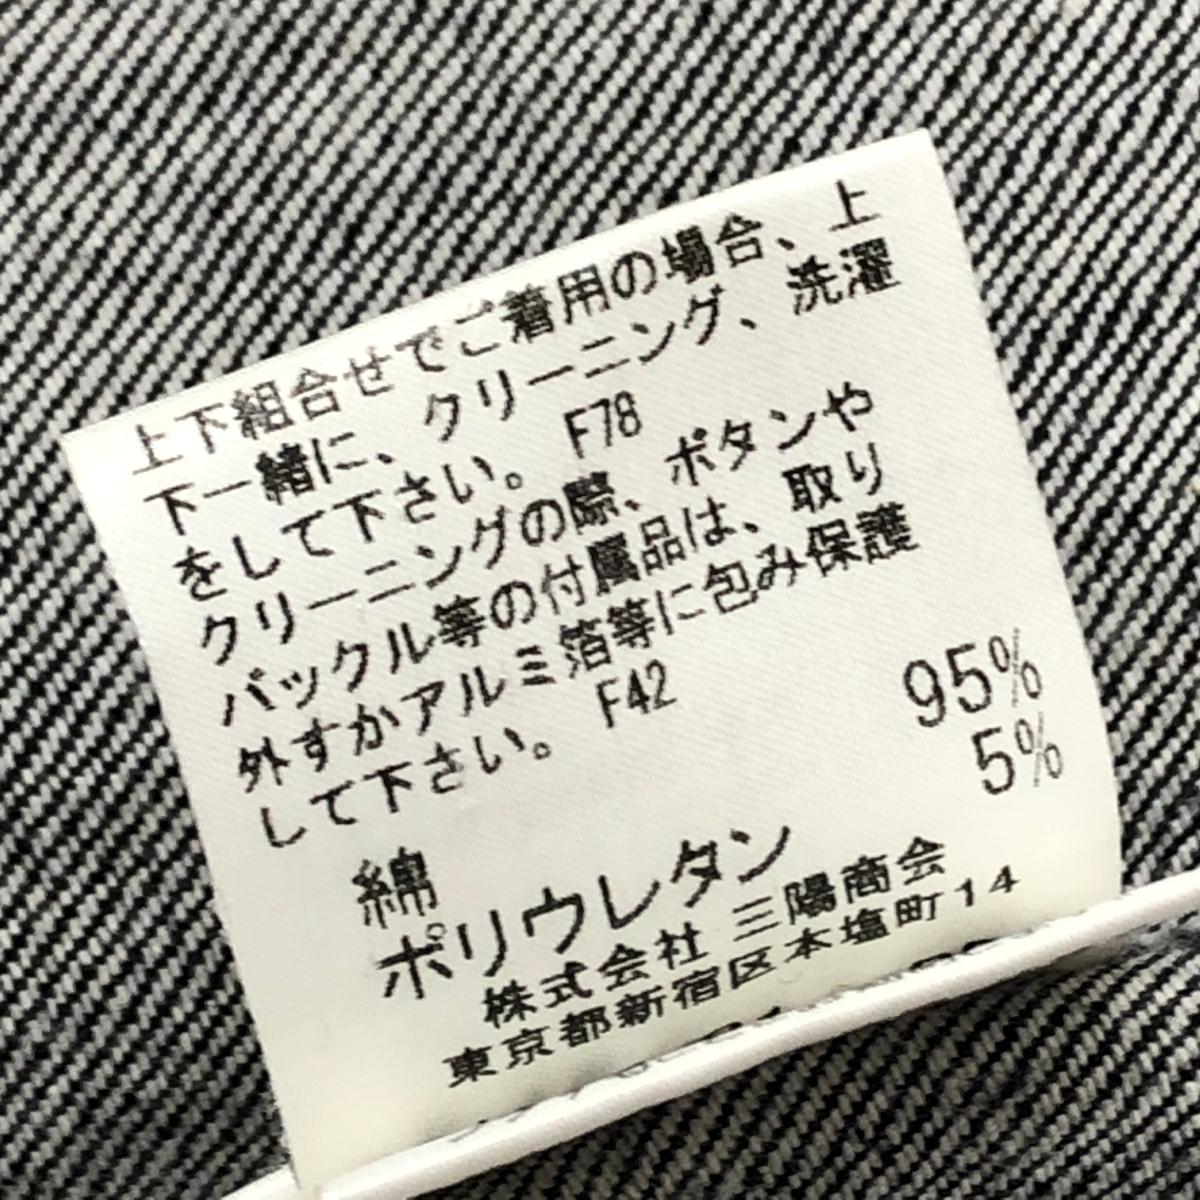 上下組合せでご着用の場合、上
下一緒に、クリーニング、洗濯
をして下さい。 F78
クリーニングの際、ボタンや
バックル等の付属品は、取り
外すかアルミ箔等に包み保護
して下さい。 F42
綿 95%
ポリウレタン 5%
株式会社 三陽商会
東京都新宿区本塩町14